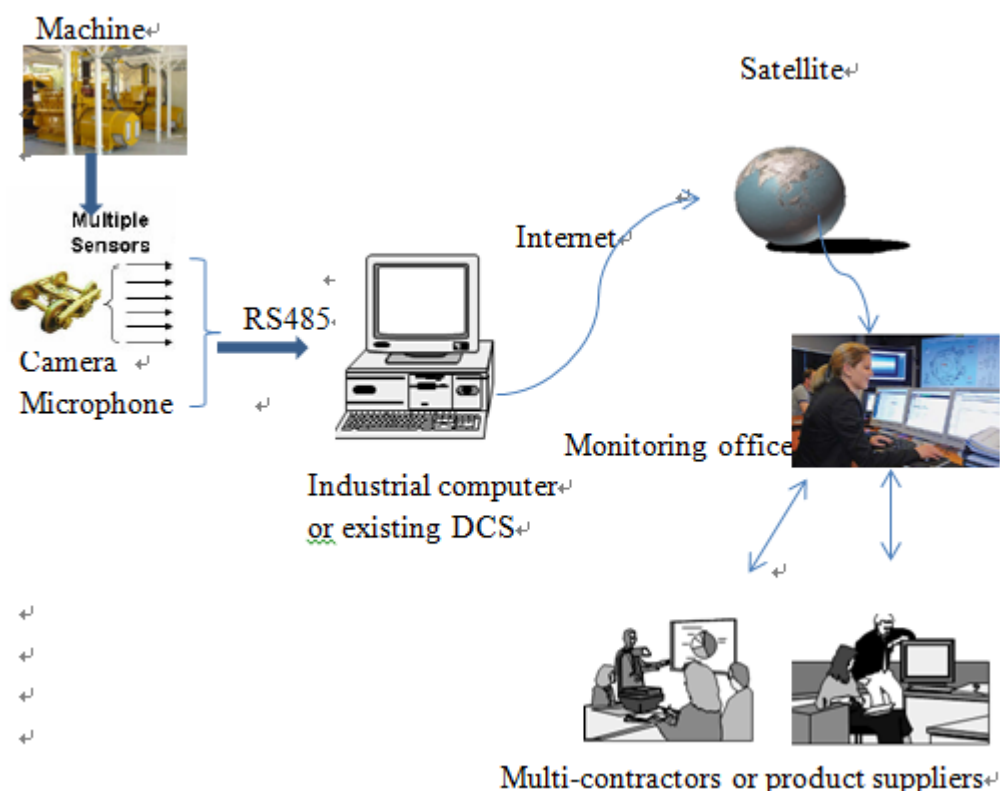 Machine
Satellite
Multiple
Sensors
Internet
RS485
Camera
Microphone
Monitoring office
Industrial computer
or existing DCS
Multi-contractors or product suppliers